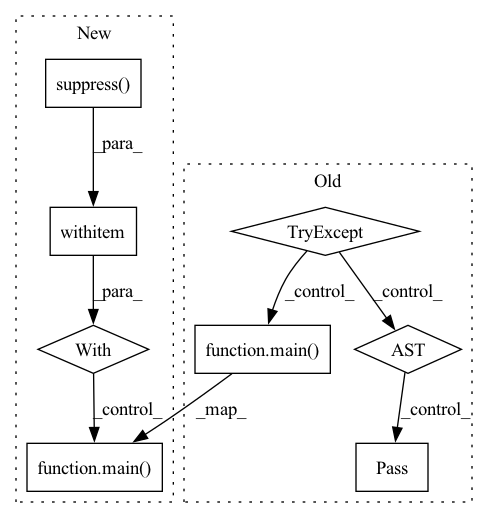 New
suppress()
_para_
Old
withitem
TryExcept
_para_
_control_
_control_
With
function.main()
AST
_control_
_map_
_control_
function.main()
Pass